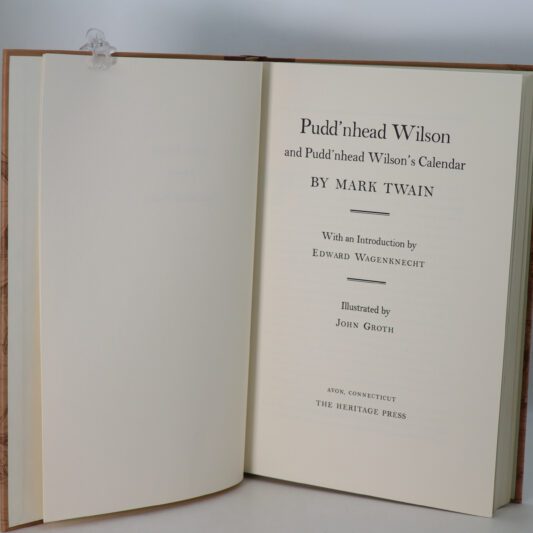 Pudd'nhead Wilson
and Pudd'nhead Wilson's Calendar
BY MARK TWAIN
With an Introduction by
EDWARD WAGENKNECHT
Illustrated by
JOHN GROTH
AVON, CONNECTICUT
THE HERITAGE PRESS